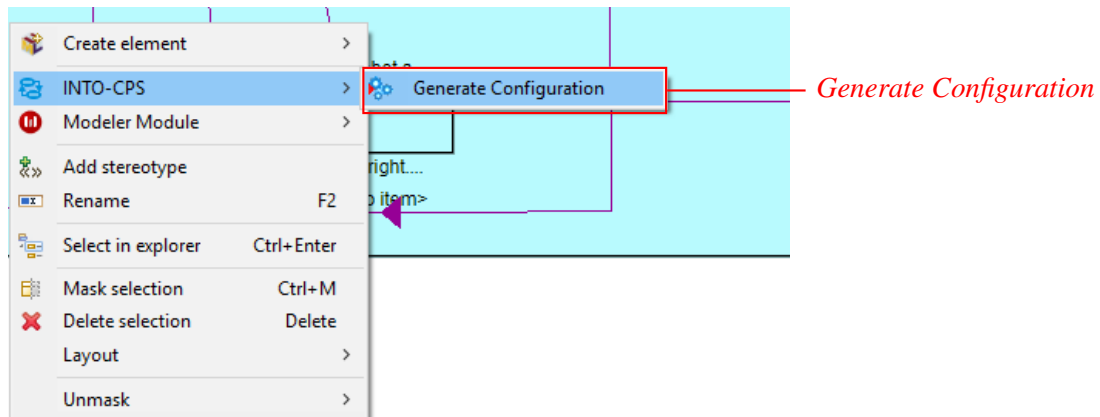 Create element
INTO-CPS
Generate Configuration
Generate Configuration
Modeler Module
Add stereotype
right....
Rename F2
item>
Select in explorer Ctrl+Enter
Mask selection Ctrl+M
Delete selection Delete
Layout
Unmask